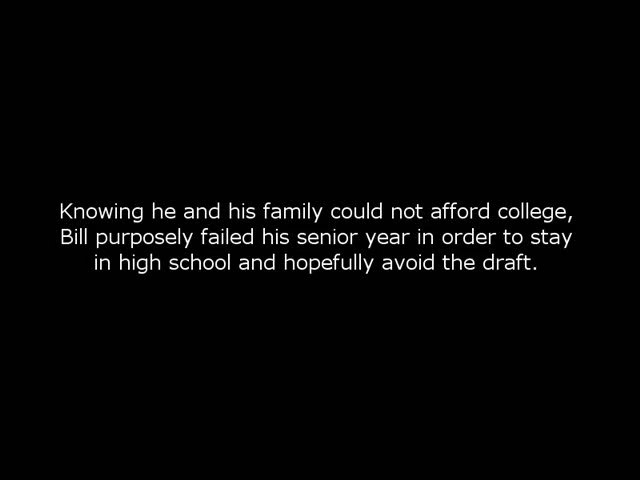 Knowing he and his family could not afford college,
Bill purposely failed his senior year in order to stay
in high school and hopefully avoid the draft.